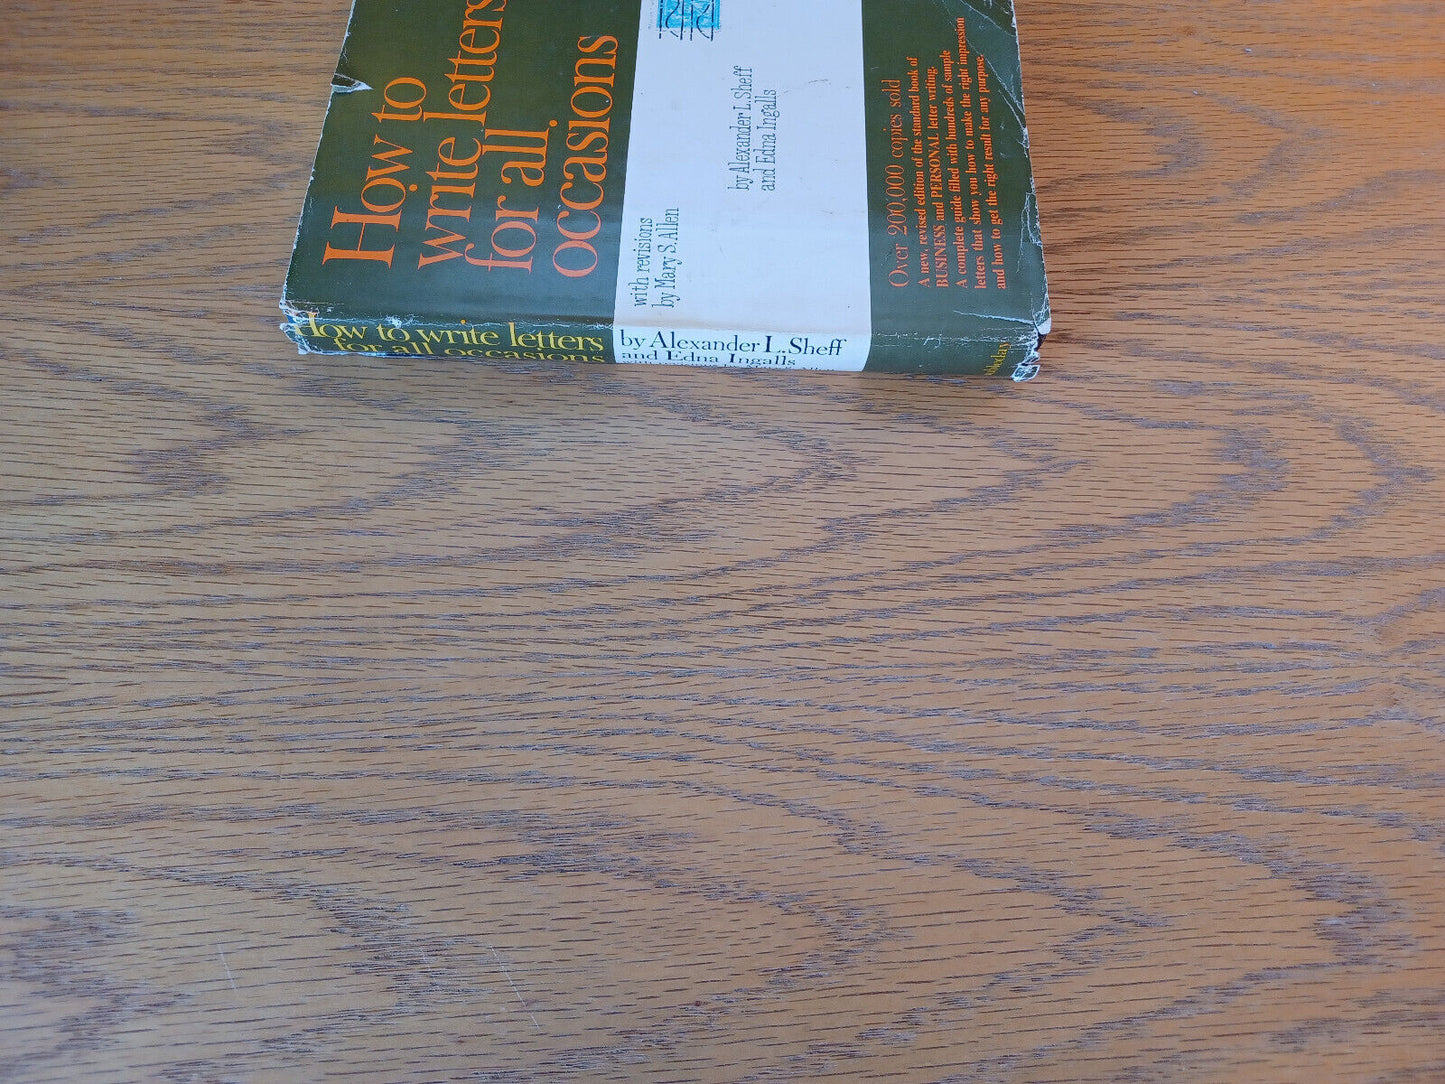 How to
write letters
for all
occasions
by Alexander L. Sheff
and Edna Ingalls
with revisions
by Mary S. Allen
Over 200,000 copies sold
A new, revised edition of the standard book of
BUSINESS and PERSONAL letter writing.
A complete guide filled with hundreds of sample
letters that show you how to make the right impression
and how to get the right result for any purpose.
How to write letters
for all occasions
by Alexander L. Sheff
and Edna Ingalls